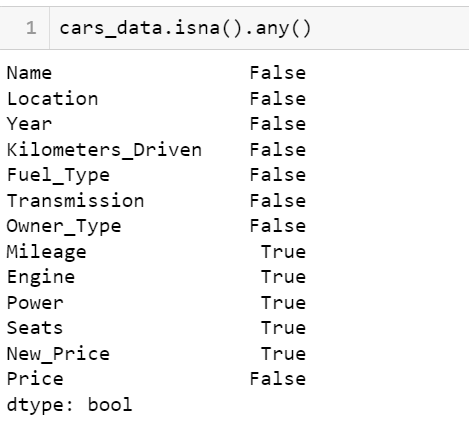 1 cars_data.isna().any()
Name False
Location False
Year False
Kilometers_Driven False
Fuel_Type False
Transmission False
Owner_Type False
Mileage True
Engine True
Power True
Seats True
New_Price True
Price False
dtype: bool